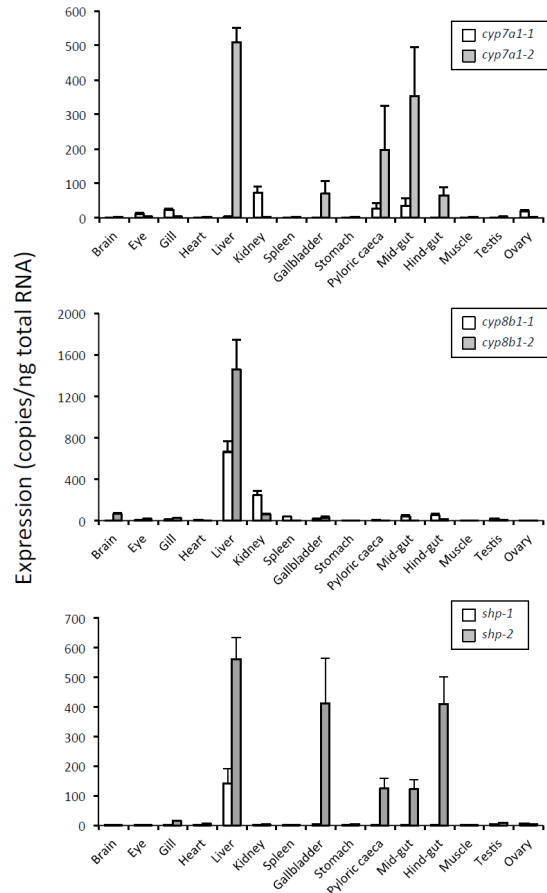 Expression (copies/ng total RNA)
600
500
400
300
200
100
0
cyp7a1-1
cyp7a1-2
Brain Eye Gill Heart Liver Kidney Spleen Gallbladder Stomach Pyloric caeca Mid-gut Hind-gut Muscle Testis Ovary
2000
1600
1200
800
400
0
cyp8b1-1
cyp8b1-2
Brain Eye Gill Heart Liver Kidney Spleen Gallbladder Stomach Pyloric caeca Mid-gut Hind-gut Muscle Testis Ovary
700
600
500
400
300
200
100
0
shp-1
shp-2
Brain Eye Gill Heart Liver Kidney Spleen Gallbladder Stomach Pyloric caeca Mid-gut Hind-gut Muscle Testis Ovary